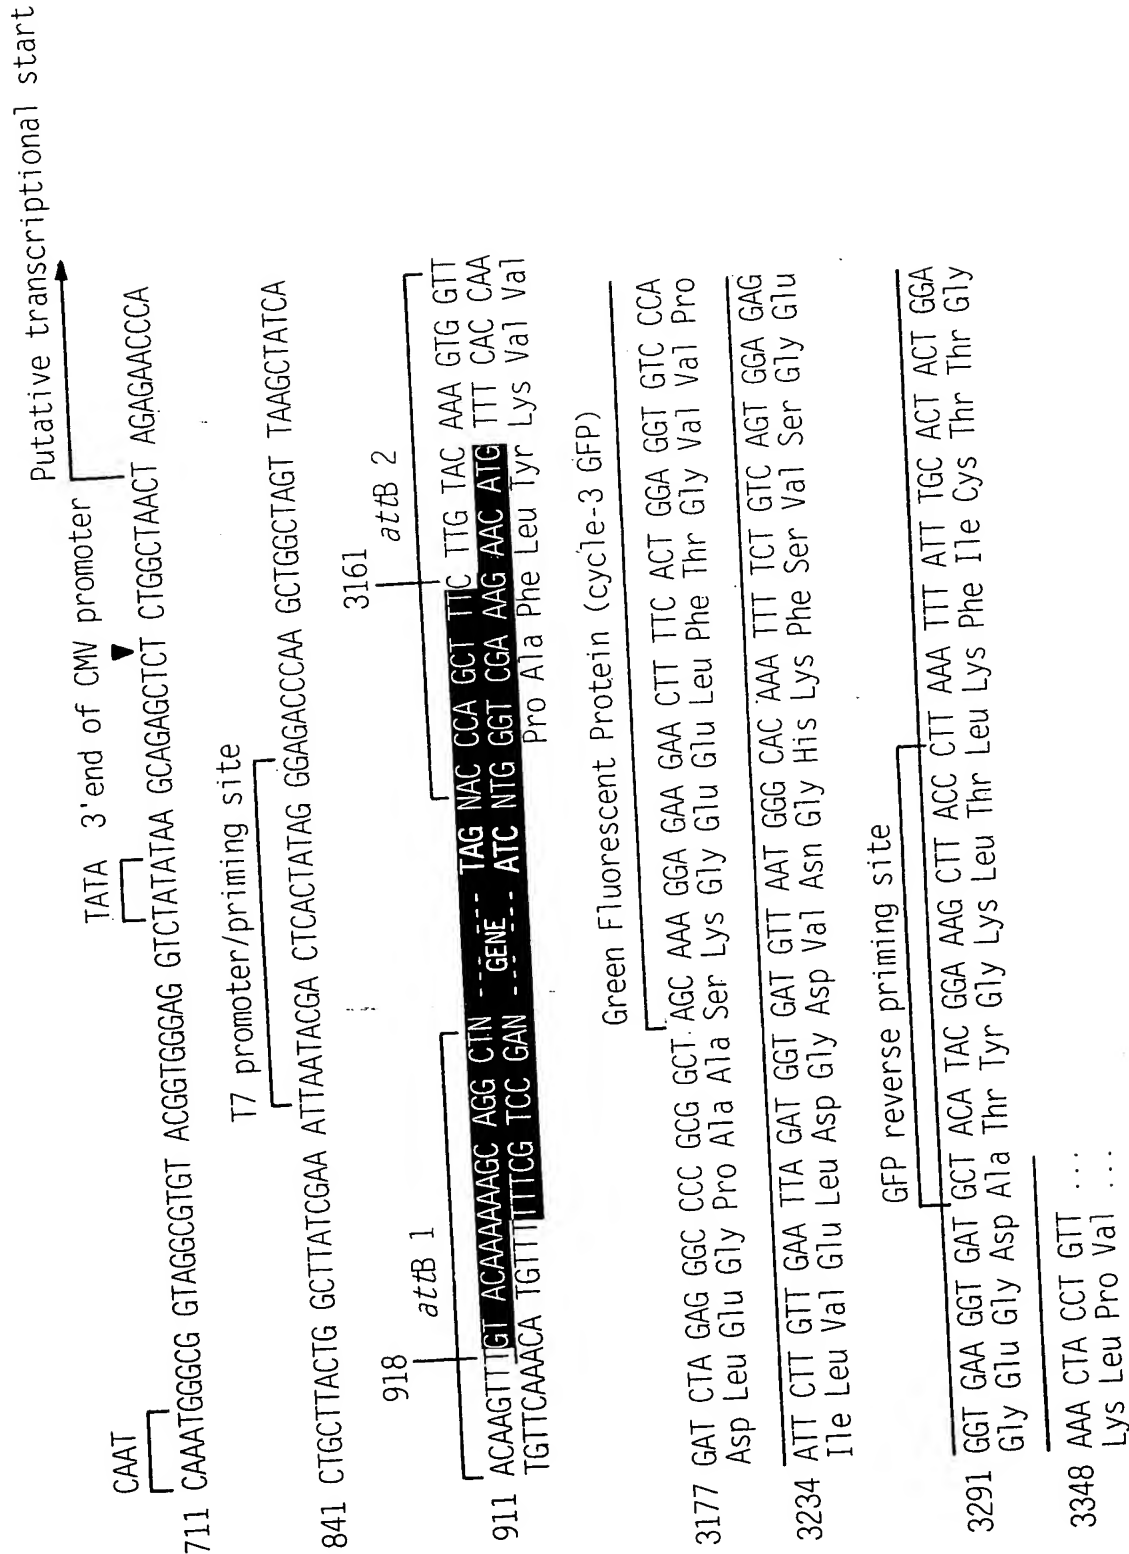 Putative transcriptional start
CAAT TATA 3'end of CMV promoter
711 CAAATGGGCG GTAGGCGTGT ACGGTGGGAG GTCTATATAA GCAGAGCTCT CTGGCTAACT AGAGAACCCA
T7 promoter/priming site
841 CTGCTTACTG GCTTATCGAA ATTAATACGA CTCACTATAG GGAGACCCAA GCTGGCTAGT TAAGCTATCA
918 3161
attB 1 attB 2
911 ACAAGTTTGT ACAAAAAAGC AGG CTN --- --- --- TAG NAC CCA GCT TTC TTG TAC AAA GTG GTT
GENE
TGTTCAAACA TGTTTTTTCG TCC GAN --- --- --- ATC NTG GGT CGA AAG AAC ATG TTT CAC CAA
Pro Ala Phe Leu Tyr Lys Val Val
Green Fluorescent Protein (cycle-3 GFP)
3177 GAT CTA GAG GGC CCC GCG GCT AGC AAA GGA GAA GAA CTT TTC ACT GGA GGT GTC CCA
Asp Leu Glu Gly Pro Ala Ala Ser Lys Gly Glu Glu Leu Phe Thr Gly Val Val Pro
3234 ATT CTT GTT GAA TTA GAT GGT GAT GTT AAT GGG CAC AAA TTT TCT GTC AGT GGA GAG
Ile Leu Val Glu Leu Asp Gly Asp Val Asn Gly His Lys Phe Ser Val Ser Gly Glu
GFP reverse priming site
3291 GGT GAA GGT GAT GCT ACA TAC GGA AAG CTT ACC CTT AAA TTT ATT TGC ACT ACT GGA
Gly Glu Gly Asp Ala Thr Tyr Gly Lys Leu Thr Leu Lys Phe Ile Cys Thr Thr Gly
3348 AAA CTA CCT GTT ...
Lys Leu Pro Val ...